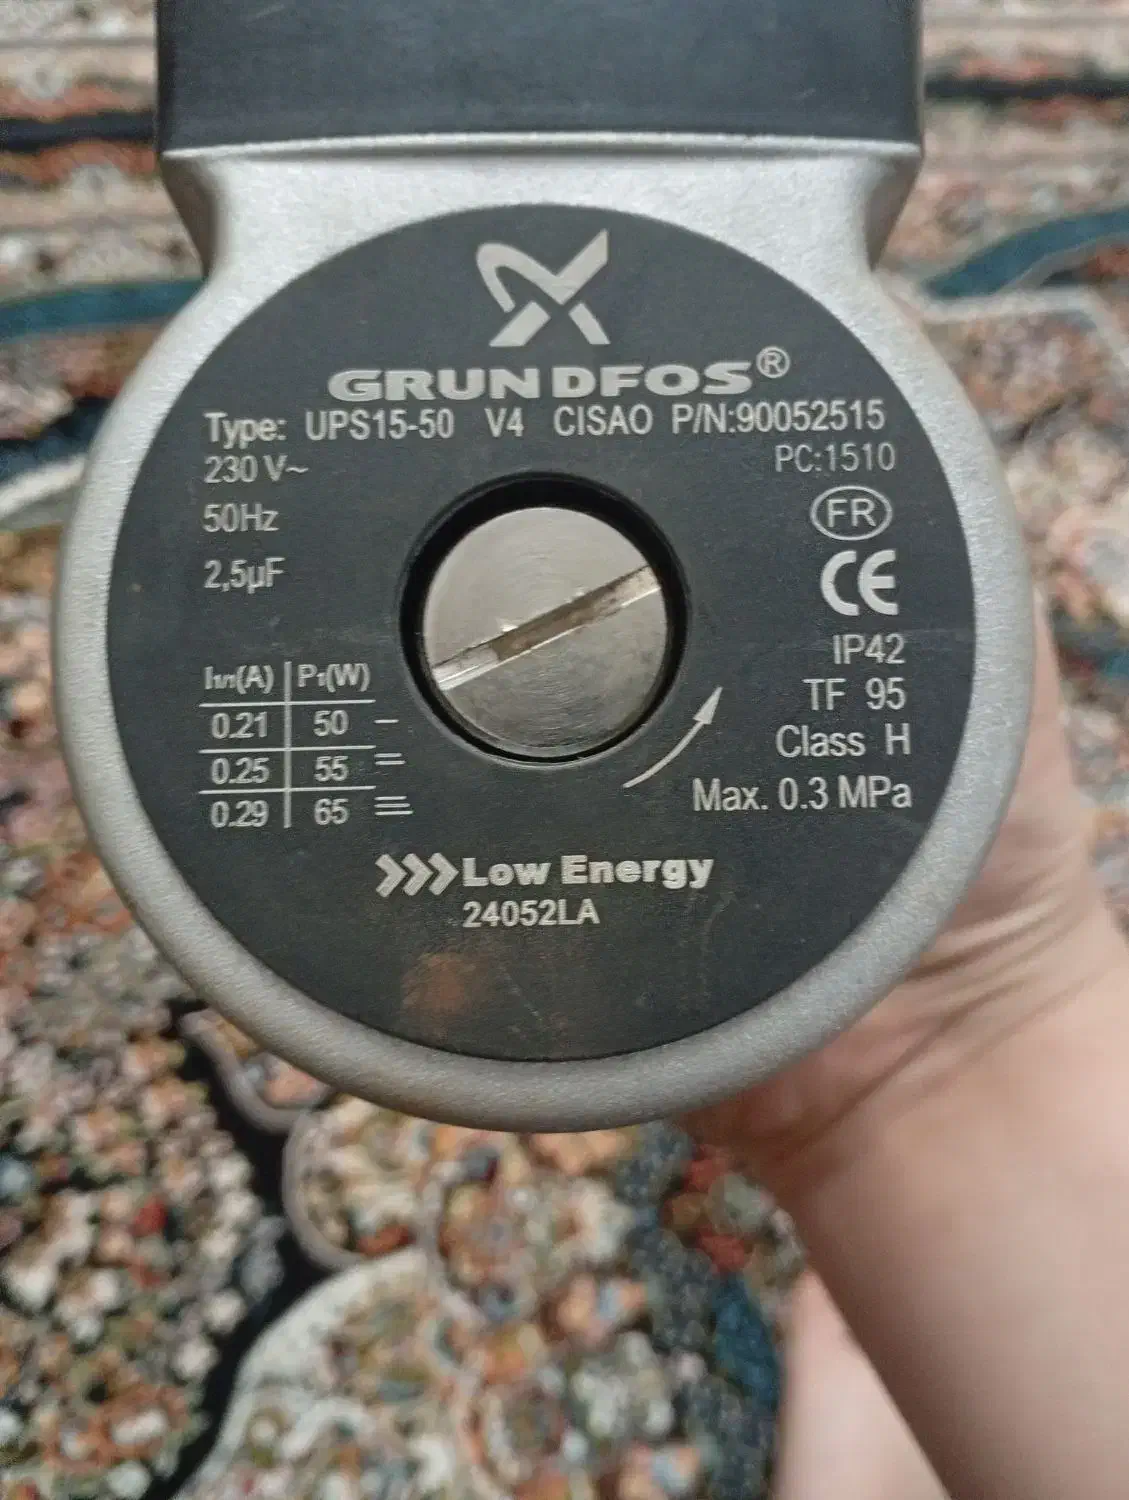 GRUNDFOS®
Type: UPS15-50 V4 CISAO P/N:90052515
230 V~ PC:1510
50Hz FR
2,5µF CE
IP42
TF 95
Class H
Max. 0.3 MPa
I1/1(A) P1(W)
0.21 50
0.25 55
0.29 65
Low Energy
24052LA